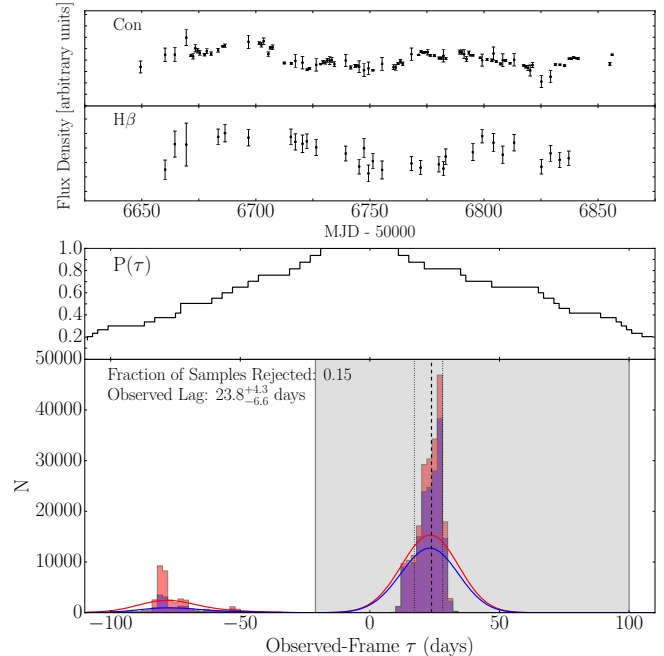 Con
Hβ
Flux Density [arbitrary units]
6650 6700 6750 6800 6850
MJD - 50000
P(τ)
1.0
0.8
0.6
0.4
0.2
50000
40000
30000
20000
10000
0
N
Fraction of Samples Rejected: 0.15
Observed Lag: 23.8+4.3−6.6 days
−100 −50 0 50 100
Observed-Frame τ (days)